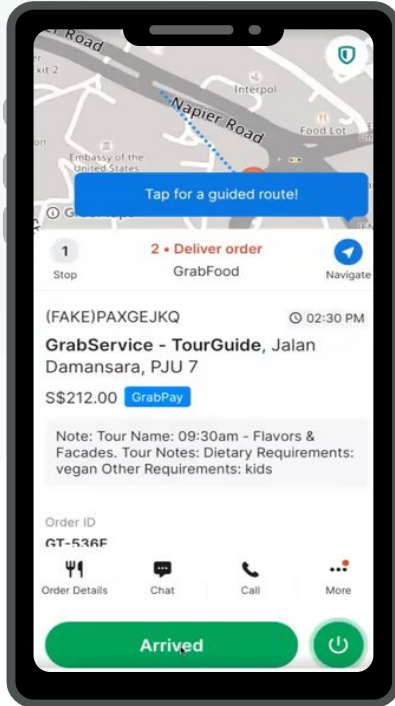 Road
Exit 2
Interpol
Napier Road
Food Lot
Embassy of the
United States
Tap for a guided route!
1
2 • Deliver order
Stop
GrabFood
Navigate
(FAKE)PAXGEJKQ
02:30 PM
GrabService - TourGuide, Jalan
Damansara, PJU 7
S$212.00 GrabPay
Note: Tour Name: 09:30am - Flavors &
Facades. Tour Notes: Dietary Requirements:
vegan Other Requirements: kids
Order ID
GT-536F
Order Details
Chat
Call
More
Arrived